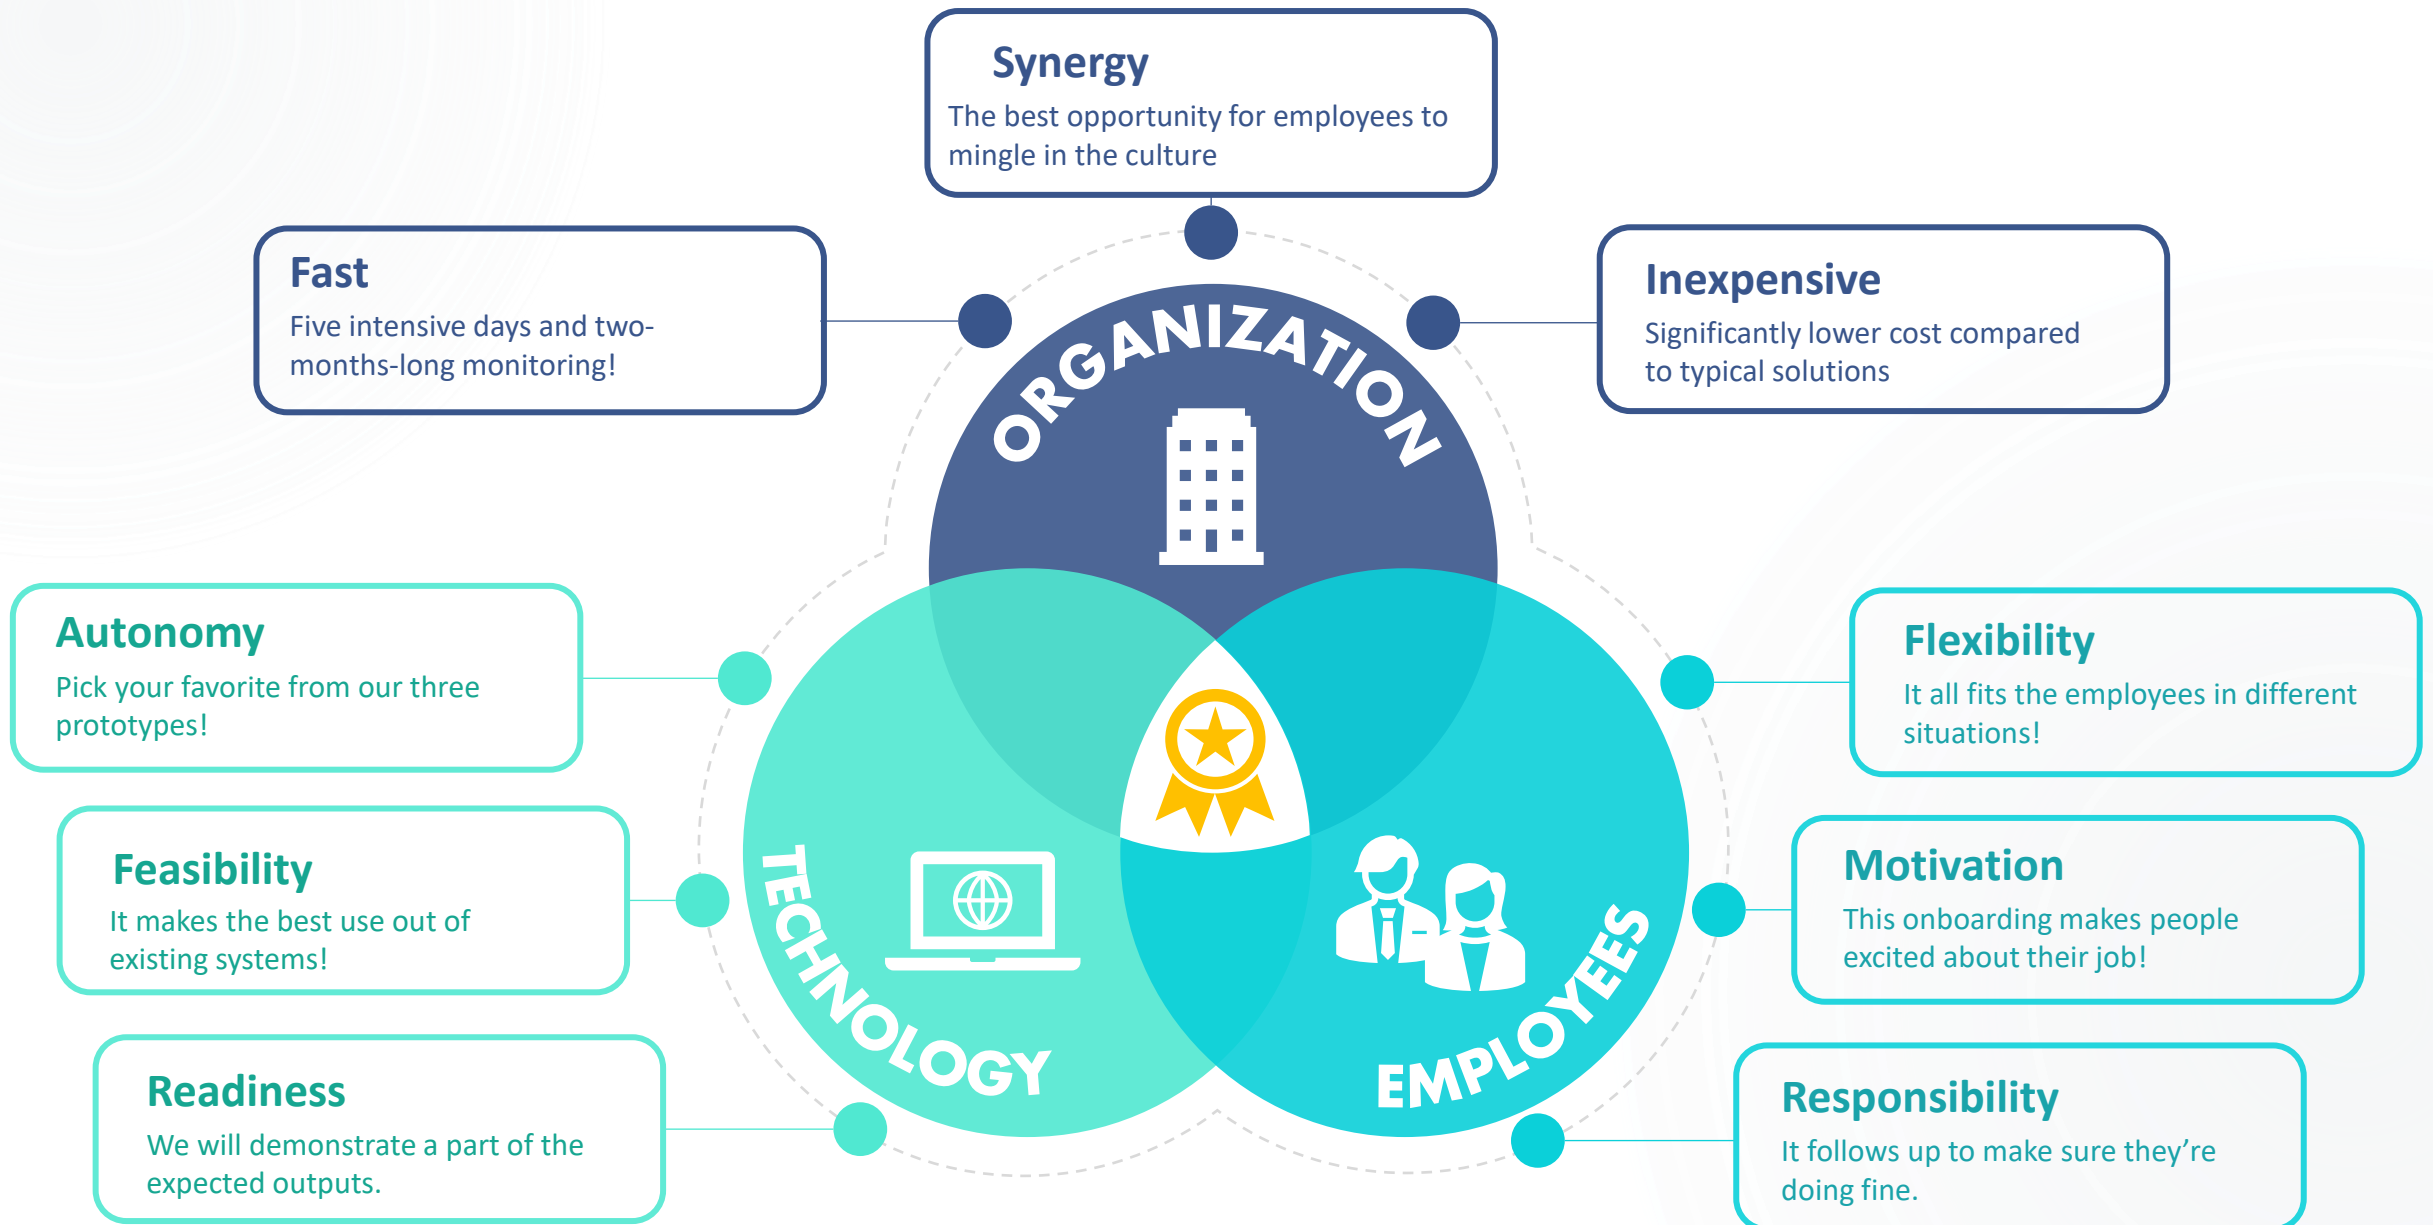 Synergy
The best opportunity for employees to
mingle in the culture
Fast
Five intensive days and two-
months-long monitoring!
Inexpensive
Significantly lower cost compared
to typical solutions
ORGANIZATION
Autonomy
Pick your favorite from our three
prototypes!
Flexibility
It all fits the employees in different
situations!
Feasibility
It makes the best use out of
existing systems!
Motivation
This onboarding makes people
excited about their job!
TECHNOLOGY
EMPLOYEES
Readiness
We will demonstrate a part of the
expected outputs.
Responsibility
It follows up to make sure they’re
doing fine.